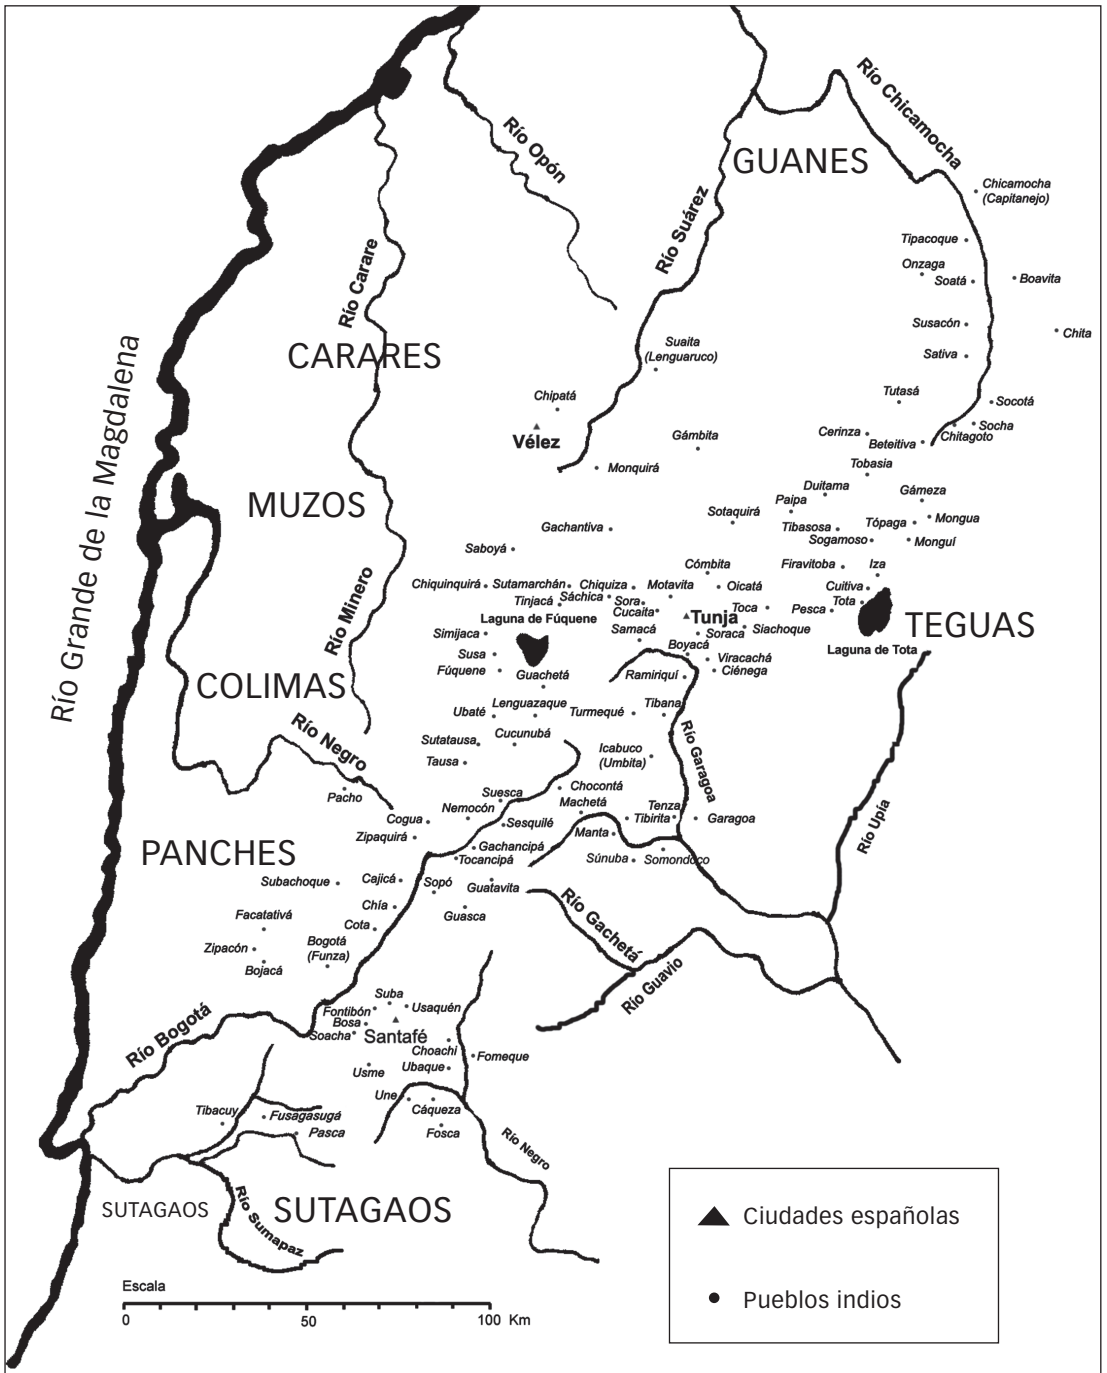 Río Chicamocha
Río Opón
GUANES
Chicamocha
(Capitanejo)
Río Suárez
Tipacoque
Onzaga
Soatá
Boavita
Río Carare
Susacón
Chita
Suaita
(Lenguaruco)
Sativa
CARARES
Río Grande de la Magdalena
Chipatá
Tutasá
Socotá
Vélez
Gámbita
Cerinza
Socha
Chitagoto
Beteitiva
Monquirá
Tobasia
MUZOS
Duitama
Gámeza
Paipa
Sotaquirá
Mongua
Gachantiva
Tibasosa
Tópaga
Sogamoso
Monguí
Saboyá
Cómbita
Firavitoba
Iza
Chiquinquirá
Sutamarchán
Chiquiza
Motavita
Oicatá
Cuitiva
Río Minero
Tinjacá
Sáchica
Sora
Toca
Pesca
Tota
Cucaita
Laguna de Fúquene
Tunja
TEGUAS
Simijaca
Samacá
Soraca
Siachoque
Boyacá
Laguna de Tota
Susa
Viracachá
Fúquene
Guachetá
Ramiriquí
Ciénega
COLIMAS
Lenguazaque
Tibana
Ubaté
Turmequé
Río Negro
Sutatausa
Cucunubá
Icabuco
(Umbita)
Río Garagoa
Tausa
Pacho
Suesca
Chocontá
Nemocón
Machetá
Tenza
Río Upía
Cogua
Sesquilé
Tibirita
Garagoa
Zipaquirá
Manta
PANCHES
Gachancipá
Tocancipá
Súnuba
Somondoco
Subachoque
Cajicá
Sopó
Guatavita
Chía
Guasca
Río Gachetá
Facatativá
Cota
Zipacón
Bogotá
(Funza)
Bojacá
Río Guavio
Suba
Río Bogotá
Fontibón
Usaquén
Bosa
Soacha
Santafé
Choachi
Fomeque
Usme
Ubaque
Une
Tibacuy
Fusagasugá
Cáqueza
Pasca
Fosca
Río Negro
SUTAGAOS
Río Sumapaz
SUTAGAOS
Ciudades españolas
Escala
Pueblos indios
0 50 100 Km